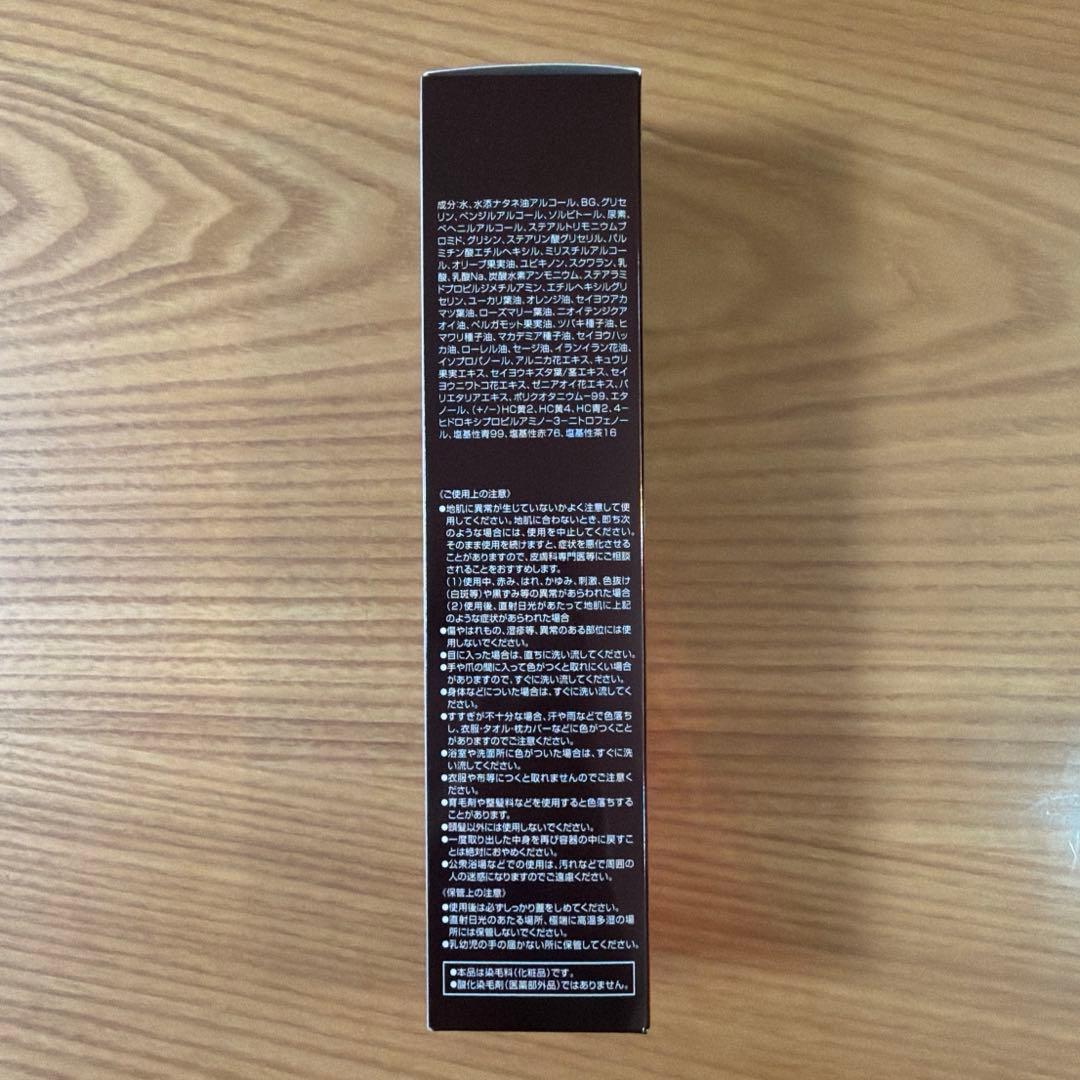 成分:水、水添ナタネ油アルコール、BG、グリセ
リン、ベンジルアルコール、ソルビトール、尿素、
ベヘニルアルコール、ステアルトリモニウムブ
ロミド、グリシン、ステアリン酸グリセリル、パル
ミチン酸エチルヘキシル、ミリスチルアルコー
ル、オリーブ果実油、ユビキノン、スクワラン、乳
酸、乳酸Na、炭酸水素アンモニウム、ステアラミ
ドプロピルジメチルアミン、エチルヘキシルグリ
セリン、ユーカリ葉油、オレンジ油、セイヨウアカ
マツ葉油、ローズマリー葉油、ニオイテンジクア
オイ油、ベルガモット果実油、ツバキ種子油、ヒ
マワリ種子油、マカデミア種子油、セイヨウハッ
カ油、ローレル油、セージ油、イランイラン花油、
イソプロパノール、アルニカ花エキス、キュウリ
果実エキス、セイヨウキズタ葉/茎エキス、セイ
ヨウニワトコ花エキス、ゼニアオイ花エキス、パ
リエタリアエキス、ポリクオタニウム-99、エタ
ノール、(+/-)HC黄2、HC黄4、HC青2、4-
ヒドロキシプロピルアミノ-3-ニトロフェノー
ル、塩基性青99、塩基性赤76、塩基性茶16
〈ご使用上の注意〉
●地肌に異常が生じていないかよく注意して使
用してください。地肌に合わないとき、即ち次
のような場合には、使用を中止してください。
そのまま使用を続けますと、症状を悪化させる
ことがありますので、皮膚科専門医等にご相談
されることをおすすめします。
(1)使用中、赤み、はれ、かゆみ、刺激、色抜け
(白斑等)や黒ずみ等の異常があらわれた場合
(2)使用後、直射日光があたって地肌に上記
のような症状があらわれた場合
●傷やはれもの、湿疹等、異常のある部位には使
用しないでください。
●目に入った場合は、直ちに洗い流してください。
●手や爪の間に入って色がつくと取れにくい場合
がありますので、すぐに洗い流してください。
●身体などについた場合は、すぐに洗い流してく
ださい。
●すすぎが不十分な場合、汗や雨などで色落ち
し、衣服・タオル・枕カバーなどに色がつくこと
がありますのでご注意ください。
●浴室や洗面所に色がついた場合は、すぐに洗
い流してください。
●衣服や布等につくと取れませんのでご注意く
ださい。
●育毛剤や整髪料などを使用すると色落ちする
ことがあります。
●頭髪以外には使用しないでください。
●一度取り出した中身を再び容器の中に戻すこ
とは絶対におやめください。
●公衆浴場などでの使用は、汚れなどで周囲の
人の迷惑になりますのでご遠慮ください。
〈保管上の注意〉
●使用後は必ずしっかり蓋をしめてください。
●直射日光のあたる場所、極端に高温多湿の場
所には保管しないでください。
●乳幼児の手の届かない所に保管してください。
●本品は染毛料(化粧品)です。
●酸化染毛剤(医薬部外品)ではありません。